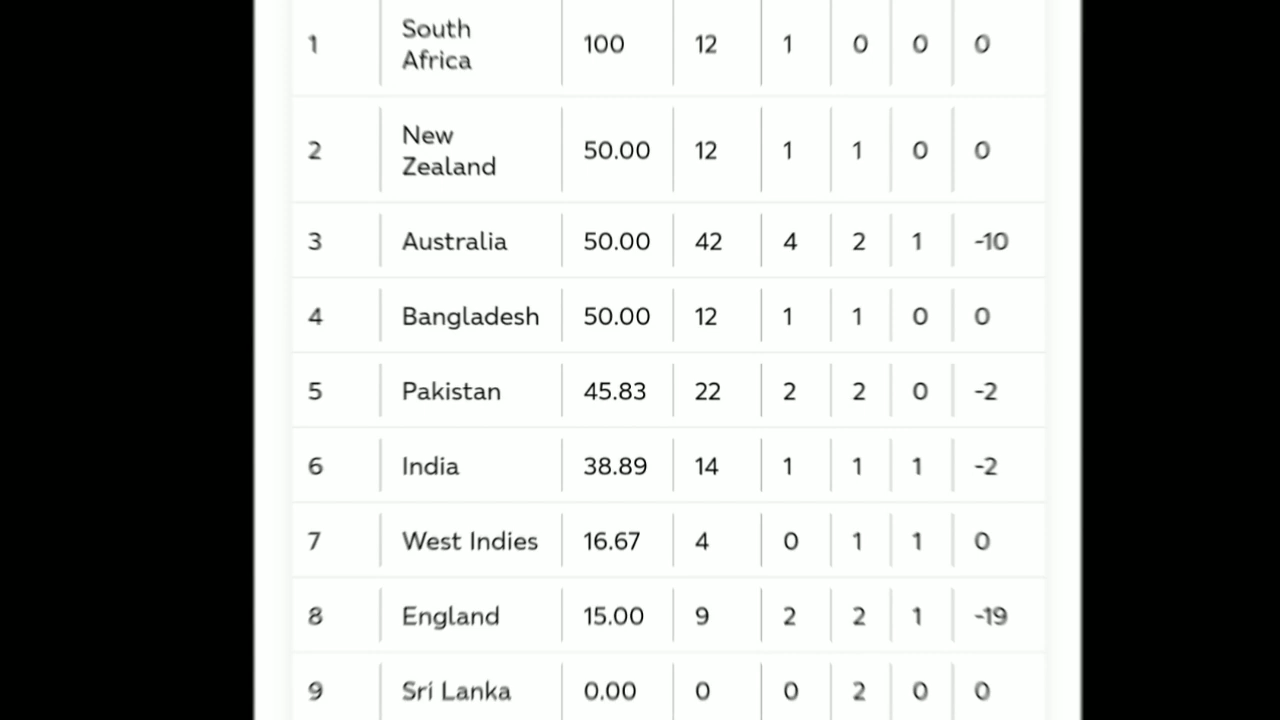 1 South Africa 100 12 1 0 0 0
2 New Zealand 50.00 12 1 1 0 0
3 Australia 50.00 42 4 2 1 -10
4 Bangladesh 50.00 12 1 1 0 0
5 Pakistan 45.83 22 2 2 0 -2
6 India 38.89 14 1 1 1 -2
7 West Indies 16.67 4 0 1 1 0
8 England 15.00 9 2 2 1 -19
9 Sri Lanka 0.00 0 0 2 0 0